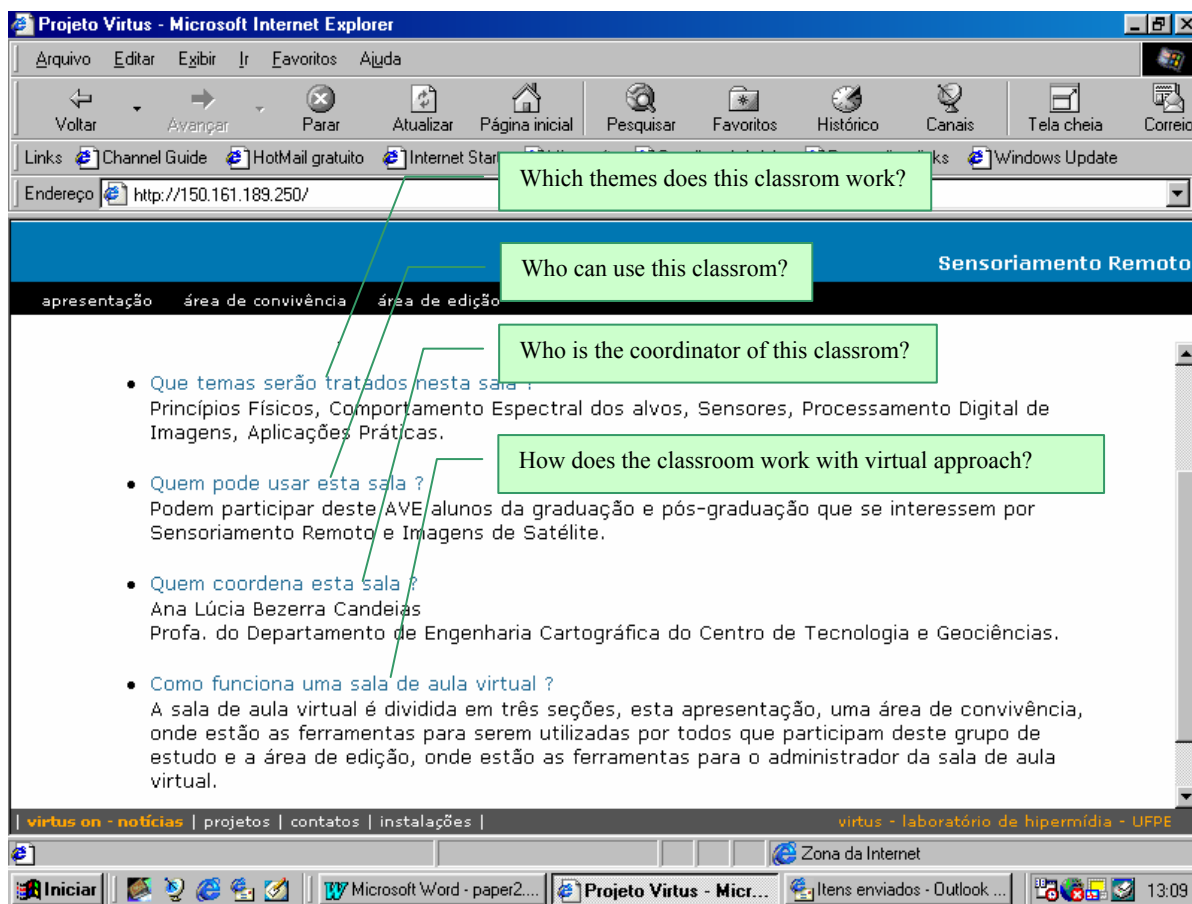 Projeto Virtus - Microsoft Internet Explorer
Arquivo Editar Exibir Ir Favoritos Ajuda
Voltar Avançar Parar Atualizar Página inicial Pesquisar Favoritos Histórico Canais Tela cheia Correio
Links Channel Guide HotMail gratuito Internet Windows Update
Which themes does this classrom work?
Endereço http://150.161.189.250/
Sensoriamento Remoto
Who can use this classrom?
apresentação área de convivência área de edição
Who is the coordinator of this classrom?
Que temas serão tratados nesta sala ?
Princípios Físicos, Comportamento Espectral dos alvos, Sensores, Processamento Digital de
Imagens, Aplicações Práticas.
How does the classroom work with virtual approach?
Quem pode usar esta sala ?
Podem participar deste AVE alunos da graduação e pós-graduação que se interessem por
Sensoriamento Remoto e Imagens de Satélite.
Quem coordena esta sala ?
Ana Lúcia Bezerra Candeias
Profa. do Departamento de Engenharia Cartográfica do Centro de Tecnologia e Geociências.
Como funciona uma sala de aula virtual ?
A sala de aula virtual é dividida em três seções, esta apresentação, uma área de convivência,
onde estão as ferramentas para serem utilizadas por todos que participam deste grupo de
estudo e a área de edição, onde estão as ferramentas para o administrador da sala de aula
virtual.
| virtus on - notícias | projetos | contatos | instalações | virtus - laboratório de hipermídia - UFPE
Zona da Internet
Iniciar Microsoft Word - paper2.... Projeto Virtus - Micr... Itens enviados - Outlook ... 13:09